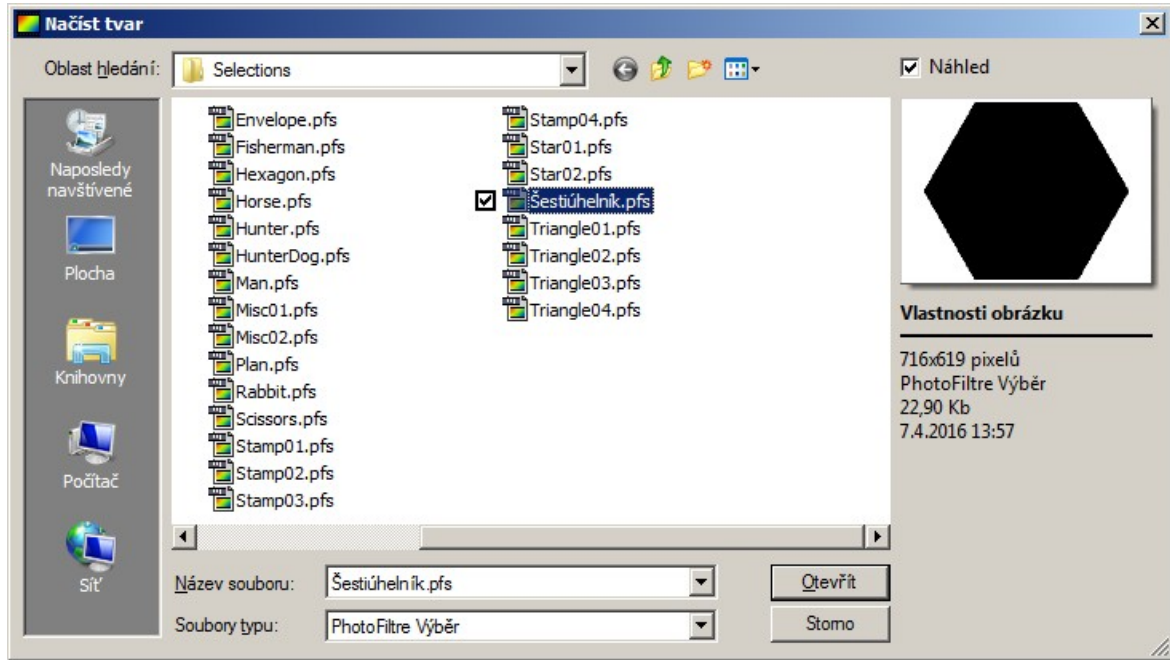 Načíst tvar
Oblast hledání:
Selections
Náhled
Naposledy
navštívené
Plocha
Knihovny
Počítač
Síť
Envelope.pfs
Fisherman.pfs
Hexagon.pfs
Horse.pfs
Hunter.pfs
HunterDog.pfs
Man.pfs
Misc01.pfs
Misc02.pfs
Plan.pfs
Rabbit.pfs
Scissors.pfs
Stamp01.pfs
Stamp02.pfs
Stamp03.pfs
Stamp04.pfs
Star01.pfs
Star02.pfs
Šestiúhelník.pfs
Triangle01.pfs
Triangle02.pfs
Triangle03.pfs
Triangle04.pfs
Vlastnosti obrázku
716x619 pixelů
PhotoFiltre Výběr
22,90 Kb
7.4.2016 13:57
Název souboru:
Šestiúhelník.pfs
Otevřít
Soubory typu:
PhotoFiltre Výběr
Storno